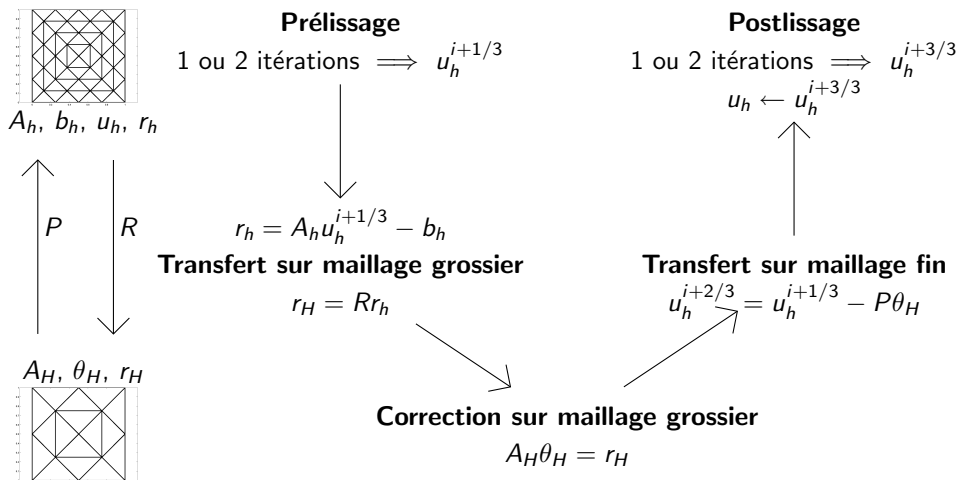 A_h, b_h, u_h, r_h
P
R
A_H, θ_H, r_H
Prélissage
1 ou 2 itérations ⟹ u_h^{i+1/3}
r_h = A_h u_h^{i+1/3} − b_h
Transfert sur maillage grossier
r_H = Rr_h
Correction sur maillage grossier
A_H θ_H = r_H
Transfert sur maillage fin
u_h^{i+2/3} = u_h^{i+1/3} − Pθ_H
Postlissage
1 ou 2 itérations ⟹ u_h^{i+3/3}
u_h ← u_h^{i+3/3}